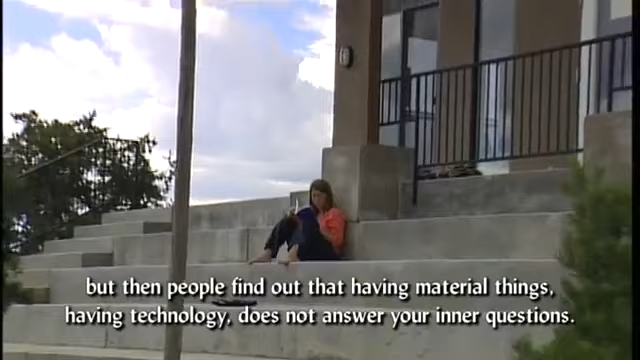 but then people find out that having material things,
having technology, does not answer your inner questions.